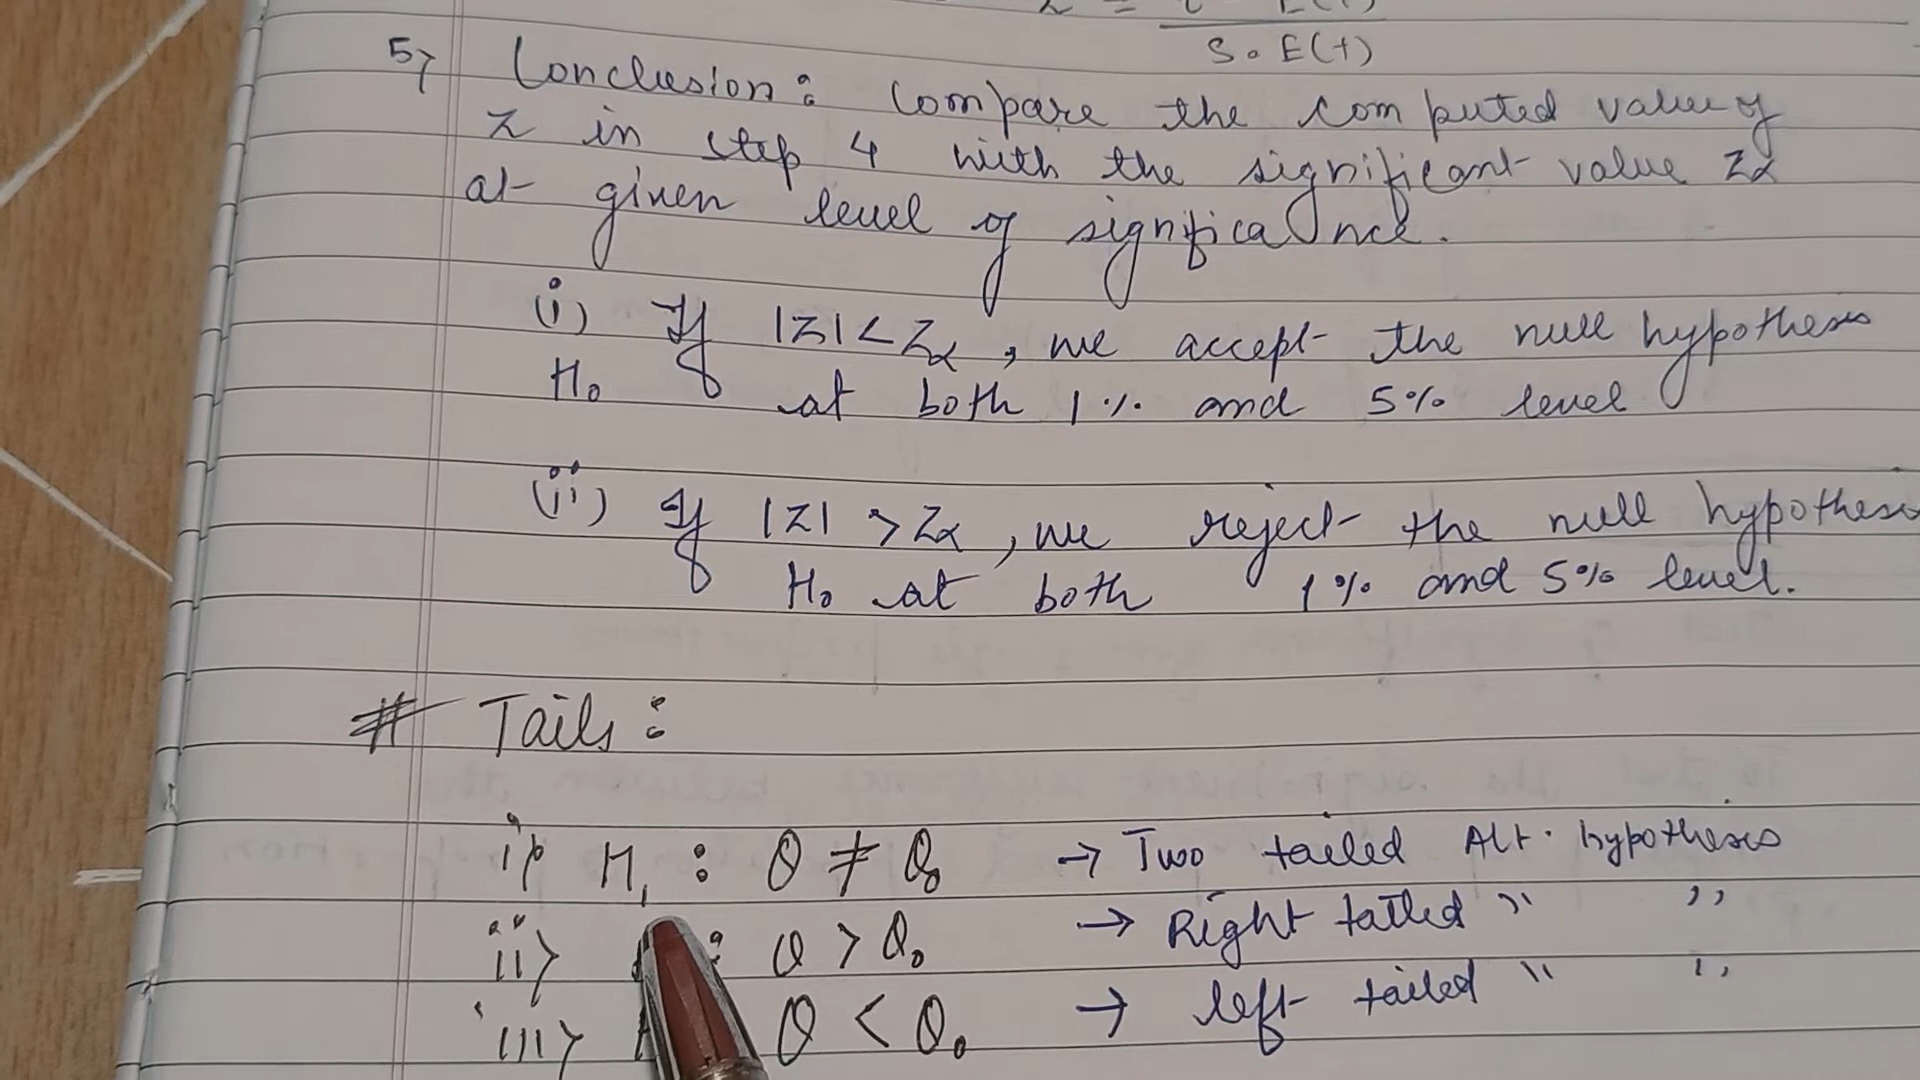 S.E(t)
5) Conclusion: Compare the computed value of
Z in step 4 with the significant value Zα
at given level of significance.
(i) If |Z| < Zα, we accept the null hypothesis
H₀ at both 1% and 5% level
(ii) If |Z| > Zα, we reject the null hypothesis
H₀ at both 1% and 5% level.
# Tails:
i) H₁ : θ ≠ θ₀ → Two tailed Alt. hypothesis
ii) : θ > θ₀ → Right tailed " "
iii) θ < θ₀ → left tailed " "